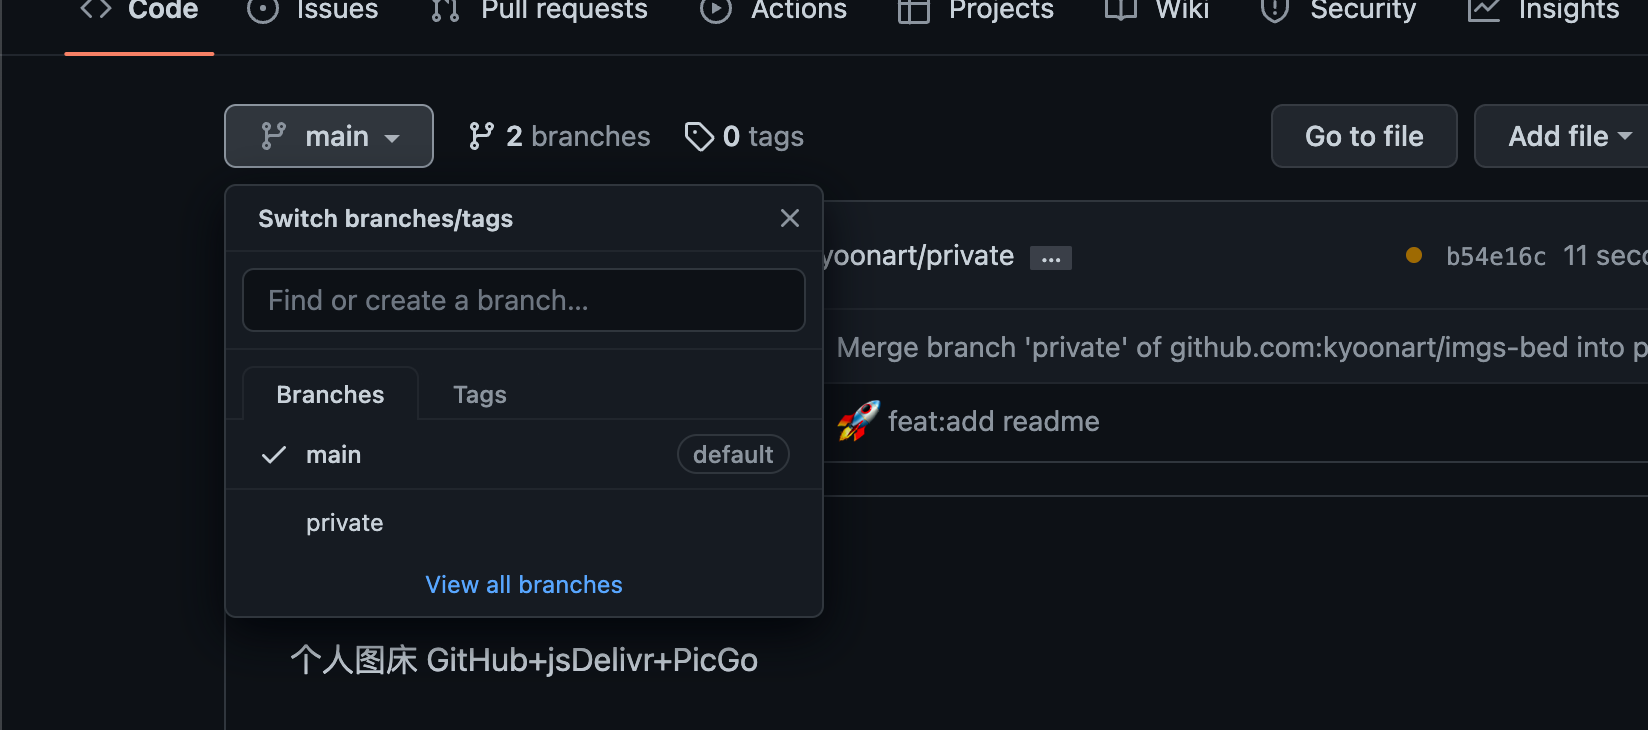 Code Issues Pull requests Actions Projects Wiki Security Insights
main 2 branches 0 tags Go to file Add file
Switch branches/tags
yoonart/private ... b54e16c 11
Find or create a branch...
Merge branch 'private' of github.com:kyoonart/imgs-bed into
Branches Tags
feat:add readme
main default
private
View all branches
个人图床 GitHub+jsDelivr+PicGo